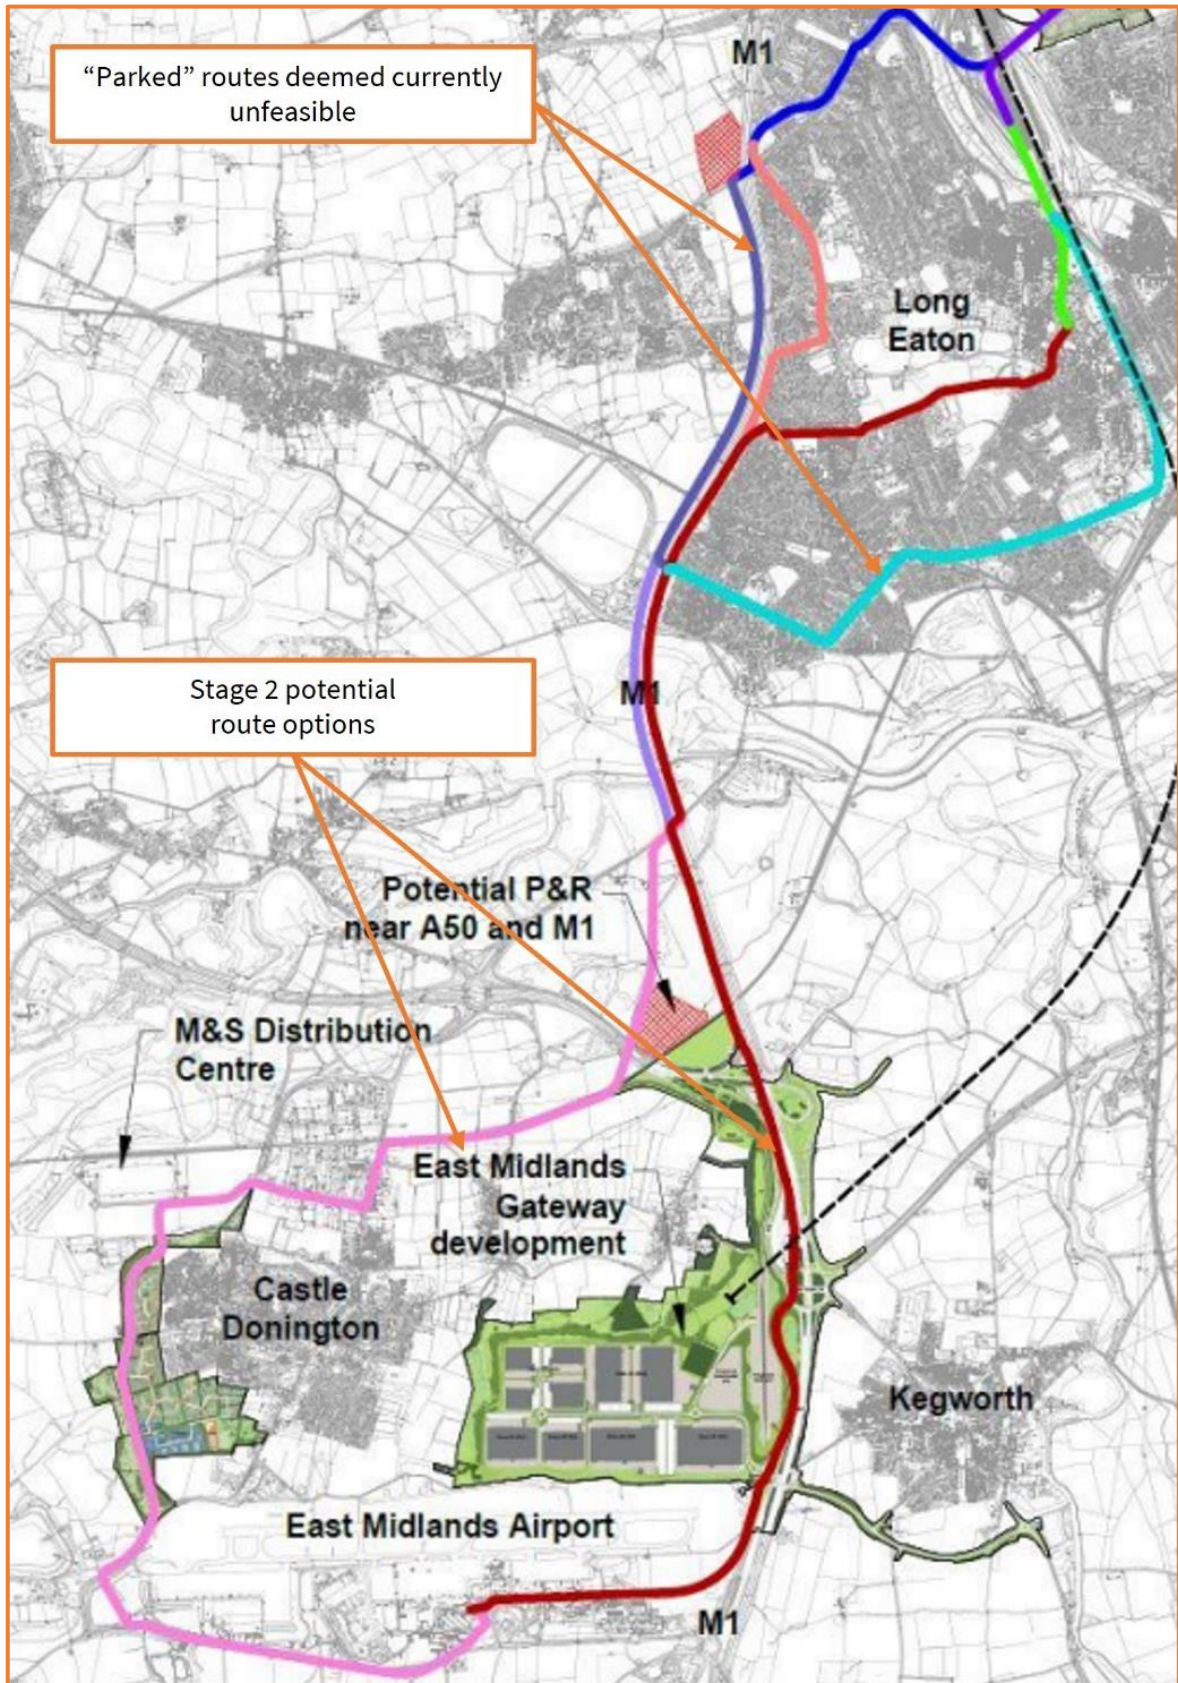 M1
“Parked” routes deemed currently
unfeasible
Long
Eaton
Stage 2 potential
route options
M1
Potential P&R
near A50 and M1
M&S Distribution
Centre
East Midlands
Gateway
development
Castle
Donington
Kegworth
East Midlands Airport
M1